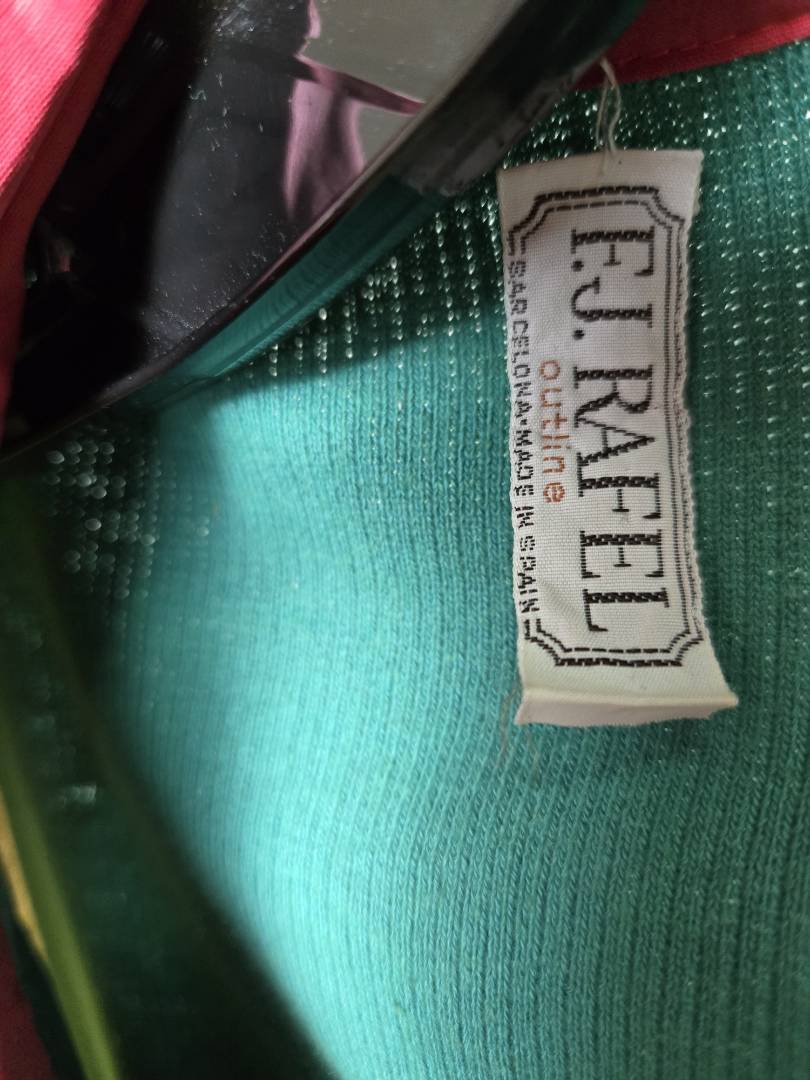 F.J. RAFEL
outline
BARCELONA·MADE IN SPAIN